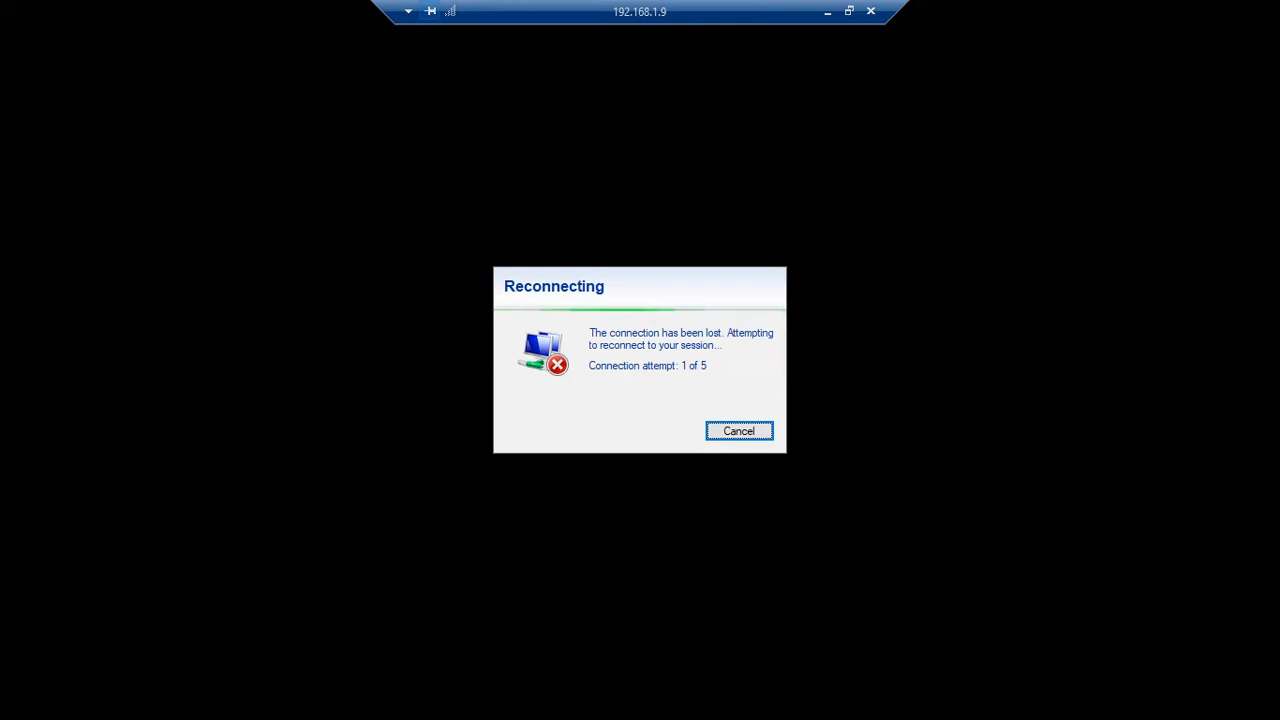 192.168.1.9
Reconnecting
The connection has been lost. Attempting
to reconnect to your session...
Connection attempt: 1 of 5
Cancel